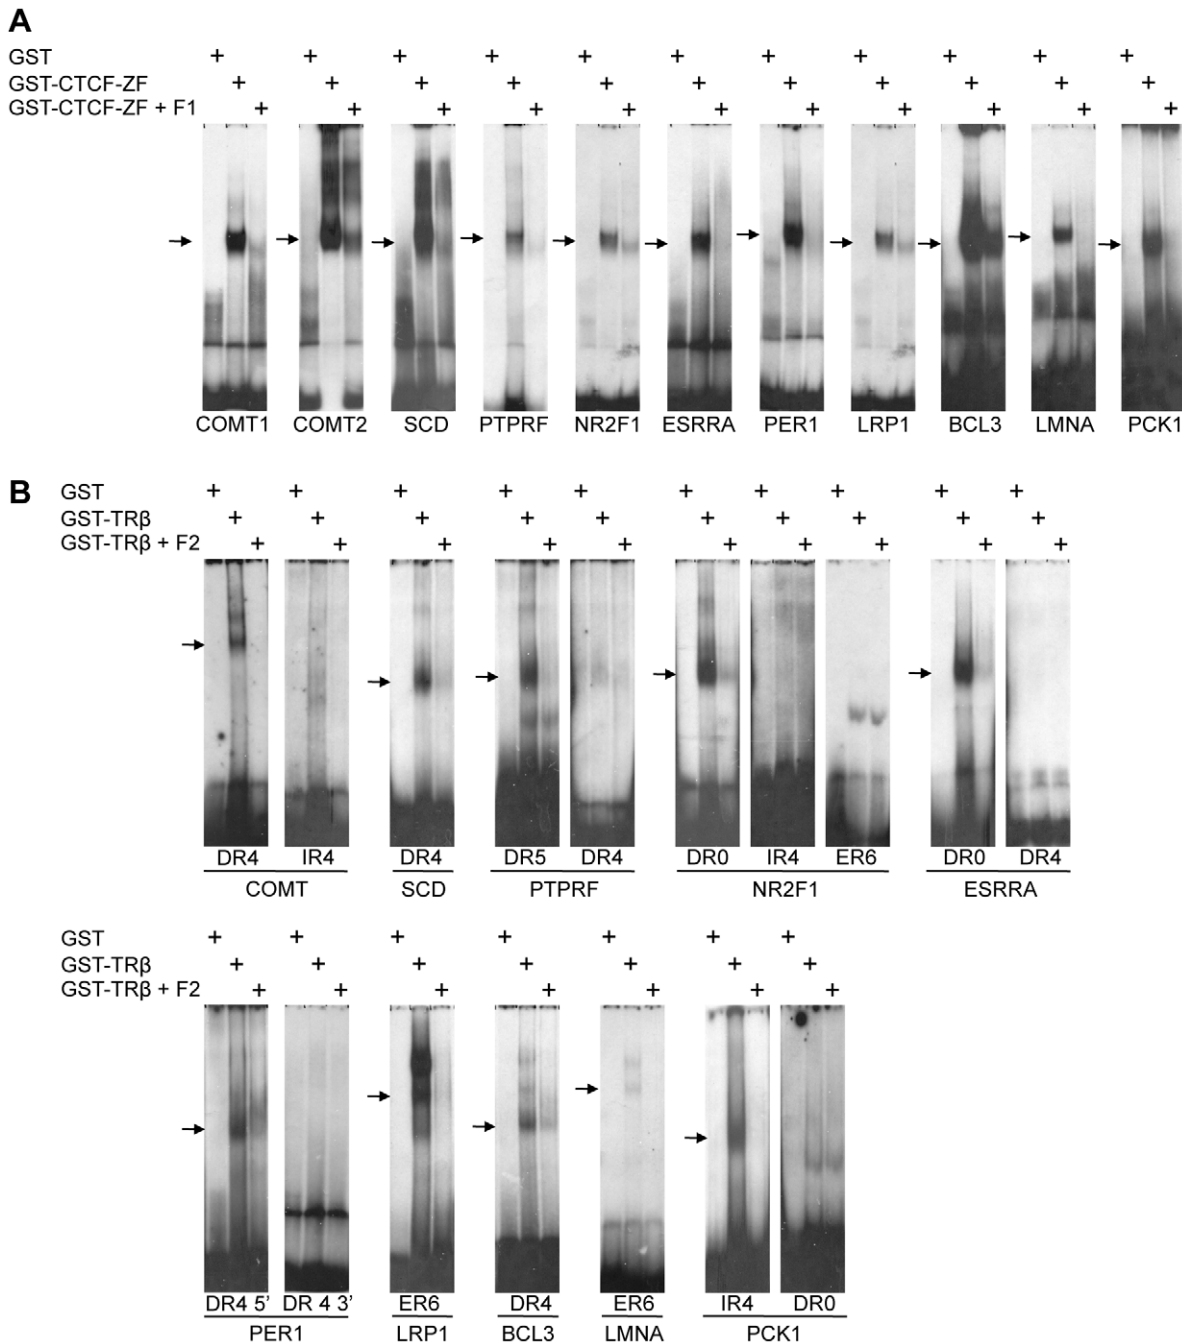 A
GST + + + + + + + + + + +
GST-CTCF-ZF + + + + + + + + + + +
GST-CTCF-ZF + F1 + + + + + + + + + + +
COMT1 COMT2 SCD PTPRF NR2F1 ESRRA PER1 LRP1 BCL3 LMNA PCK1
B
GST + + + + + + + + + + +
GST-TRβ + + + + + + + + + + +
GST-TRβ + F2 + + + + + + + + + +
DR4 IR4 DR4 DR5 DR4 DR0 IR4 ER6 DR0 DR4
COMT SCD PTPRF NR2F1 ESRRA
GST + + + + + + +
GST-TRβ + + + + + + +
GST-TRβ + F2 + + + + + + +
DR4 5' DR 4 3' ER6 DR4 ER6 IR4 DR0
PER1 LRP1 BCL3 LMNA PCK1